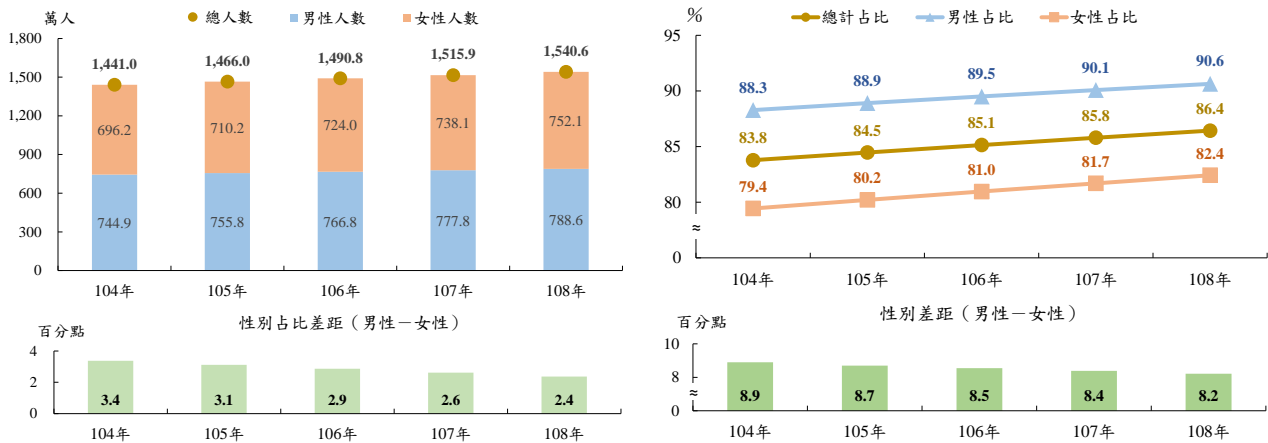 萬人
總人數 男性人數 女性人數
1,800
1,500
1,200
900
600
300
0
1,441.0 1,466.0 1,490.8 1,515.9 1,540.6
696.2 710.2 724.0 738.1 752.1
744.9 755.8 766.8 777.8 788.6
104年 105年 106年 107年 108年
性別占比差距（男性－女性）
百分點
4
2
0
3.4 3.1 2.9 2.6 2.4
104年 105年 106年 107年 108年
%
總計占比 男性占比 女性占比
95
90
85
80
≈
0
88.3 88.9 89.5 90.1 90.6
83.8 84.5 85.1 85.8 86.4
79.4 80.2 81.0 81.7 82.4
104年 105年 106年 107年 108年
性別差距（男性－女性）
百分點
10
8
≈
0
8.9 8.7 8.5 8.4 8.2
104年 105年 106年 107年 108年